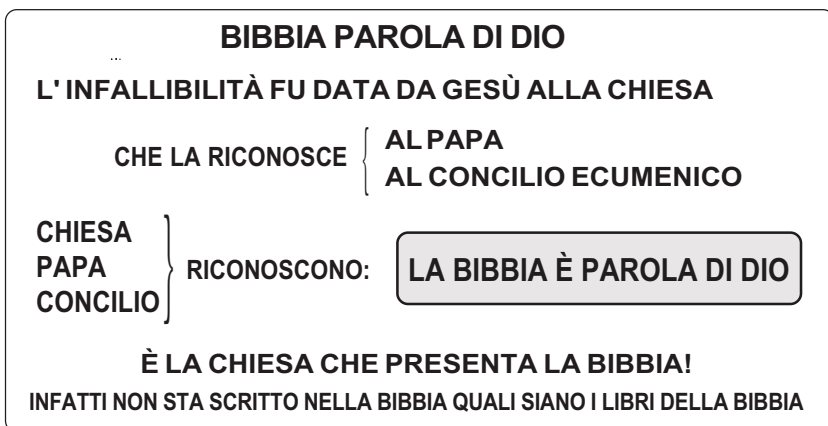 BIBBIA PAROLA DI DIO
...
L' INFALLIBILITÀ FU DATA DA GESÙ ALLA CHIESA
CHE LA RICONOSCE
AL PAPA
AL CONCILIO ECUMENICO
CHIESA
PAPA
CONCILIO
RICONOSCONO:
LA BIBBIA È PAROLA DI DIO
È LA CHIESA CHE PRESENTA LA BIBBIA!
INFATTI NON STA SCRITTO NELLA BIBBIA QUALI SIANO I LIBRI DELLA BIBBIA